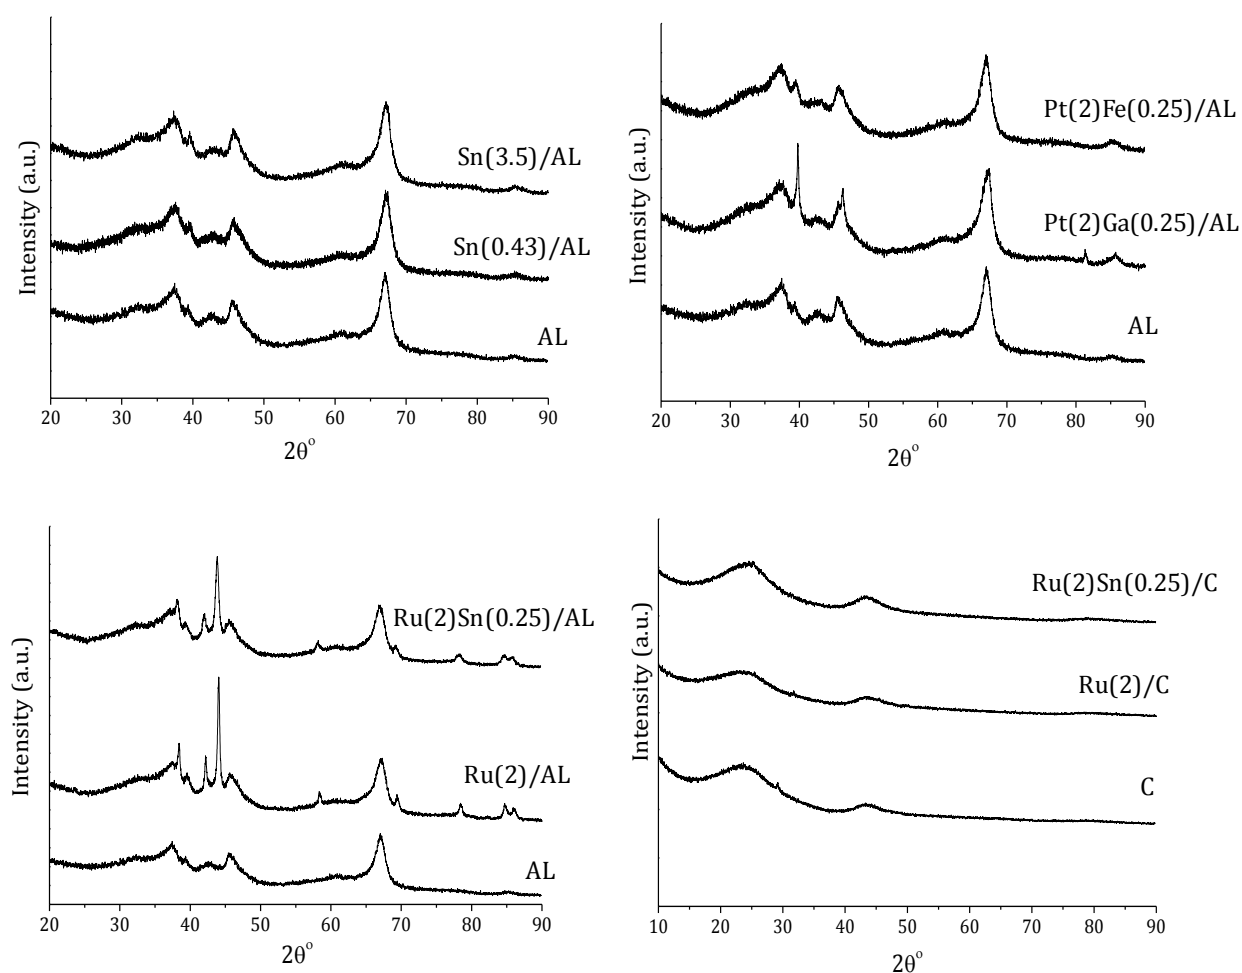 Intensity (a.u.)
Sn(3.5)/AL
Sn(0.43)/AL
AL
20 30 40 50 60 70 80 90
2θº
Intensity (a.u.)
Pt(2)Fe(0.25)/AL
Pt(2)Ga(0.25)/AL
AL
20 30 40 50 60 70 80 90
2θº
Intensity (a.u.)
Ru(2)Sn(0.25)/AL
Ru(2)/AL
AL
20 30 40 50 60 70 80 90
2θº
Intensity (a.u.)
Ru(2)Sn(0.25)/C
Ru(2)/C
C
10 20 30 40 50 60 70 80 90
2θº